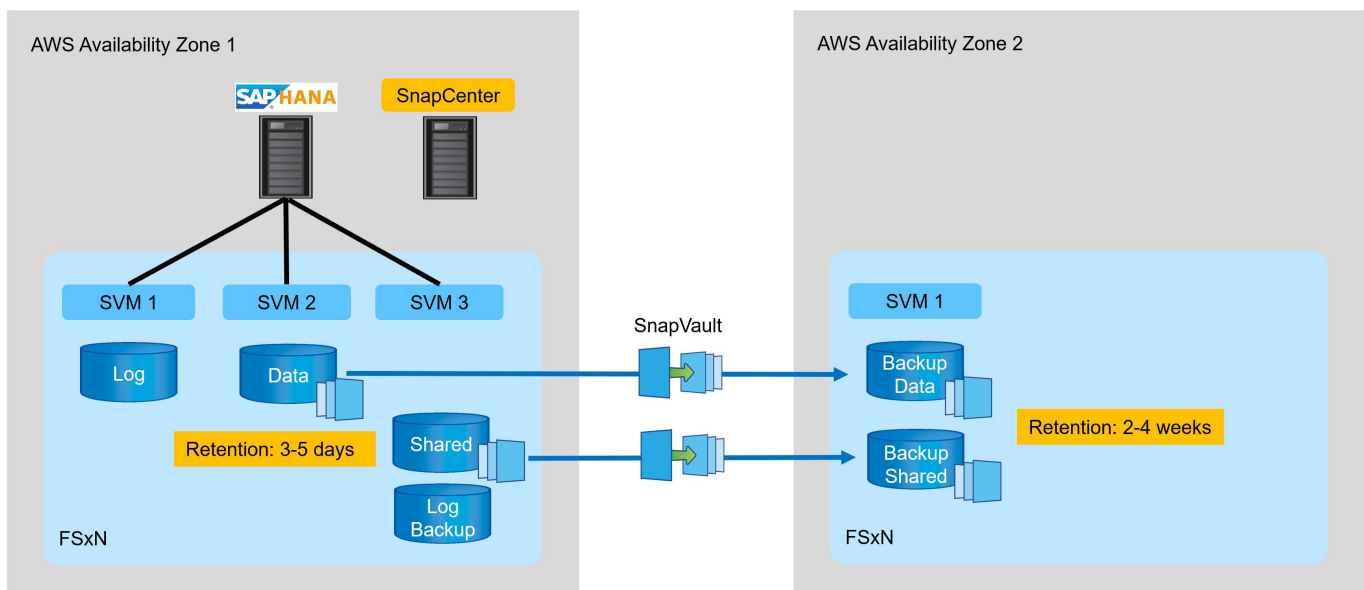 AWS Availability Zone 1
AWS Availability Zone 2
SAP HANA
SnapCenter
SVM 1
SVM 2
SVM 3
SnapVault
SVM 1
Log
Data
Backup
Data
Retention: 3-5 days
Shared
Retention: 2-4 weeks
Backup
Shared
Log
Backup
FSxN
FSxN